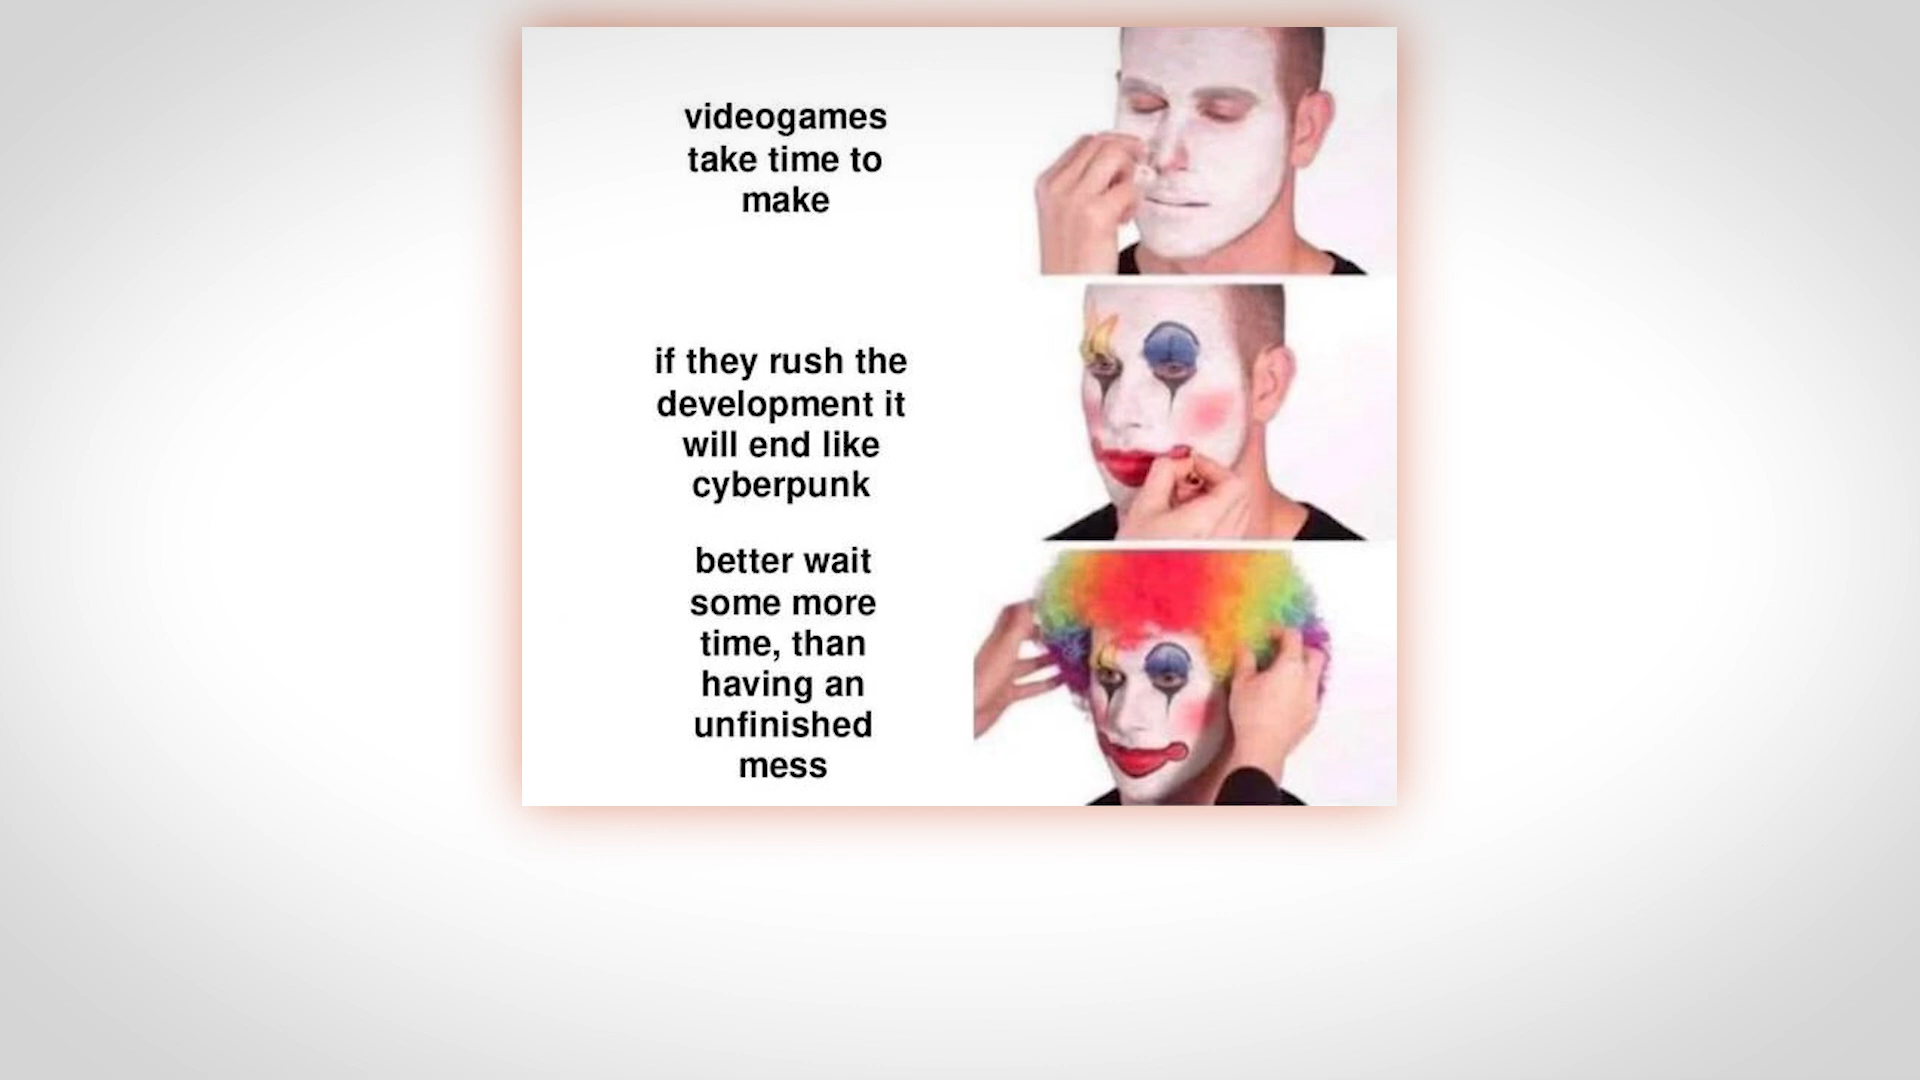 videogames
take time to
make
if they rush the
development it
will end like
cyberpunk
better wait
some more
time, than
having an
unfinished
mess